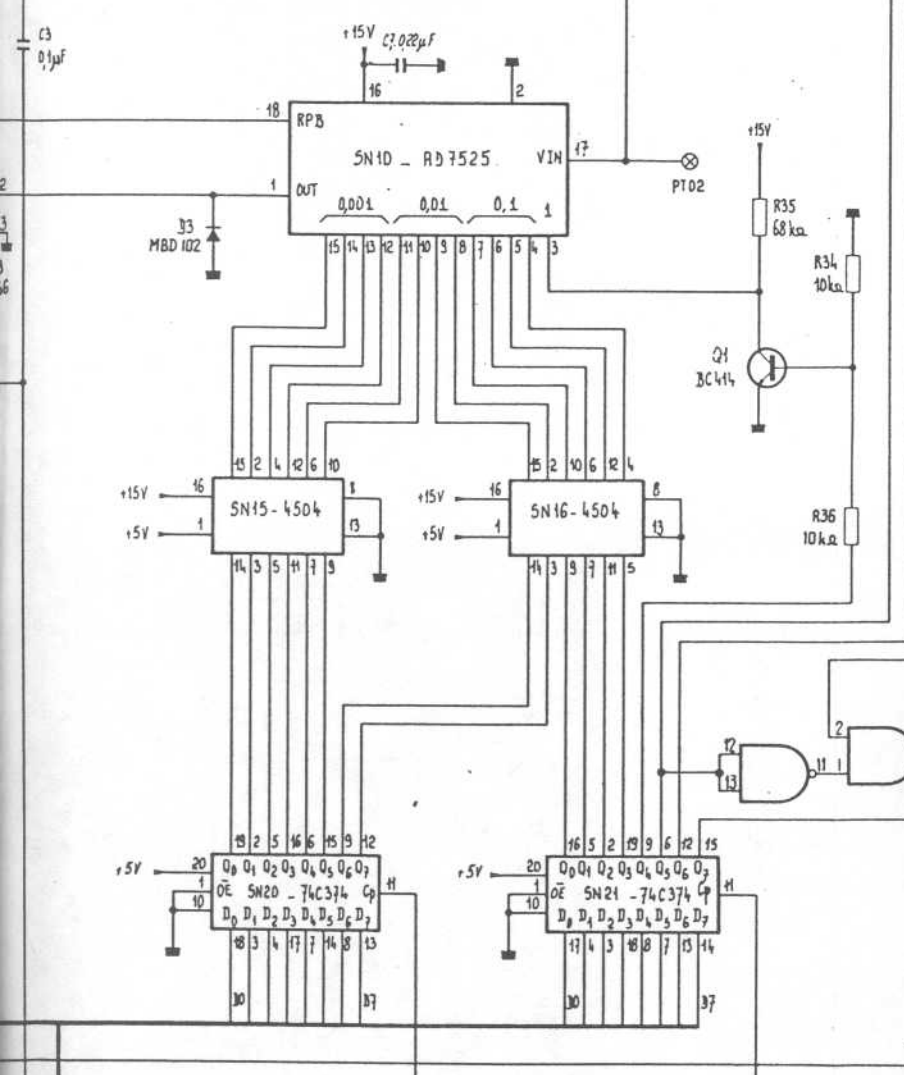 C3
0,1µF
+15V
C7.022µF
16
2
18
RPB
SN10 _ AD7525
VIN
17
PT02
1
OUT
0,001
0,01
0,1
1
D3
MBD 102
15 14 13 12 11 10 9 8 7 6 5 4 3
+15V
R35
68kΩ
R34
10kΩ
Q1
BC414
15 2 4 12 6 10
+15V
16
SN15-4504
8
+5V
1
13
14 3 5 11 7 9
15 2 10 6 12 4
+15V
16
SN16-4504
8
+5V
1
13
14 3 9 7 11 5
R36
10kΩ
12
13
11
2
1
19 2 5 16 6 15 9 12
+5V
20
Q0 Q1 Q2 Q3 Q4 Q5 Q6 Q7
1
OE
SN20 _ 74C374
Cp
11
10
D0 D1 D2 D3 D4 D5 D6 D7
18 3 4 17 7 14 8 13
D0
D7
16 5 2 19 9 6 12 15
+5V
20
Q0 Q1 Q2 Q3 Q4 Q5 Q6 Q7
1
OE
SN21 _ 74C374
Cp
11
10
D0 D1 D2 D3 D4 D5 D6 D7
17 4 3 18 8 7 13 14
D0
D7